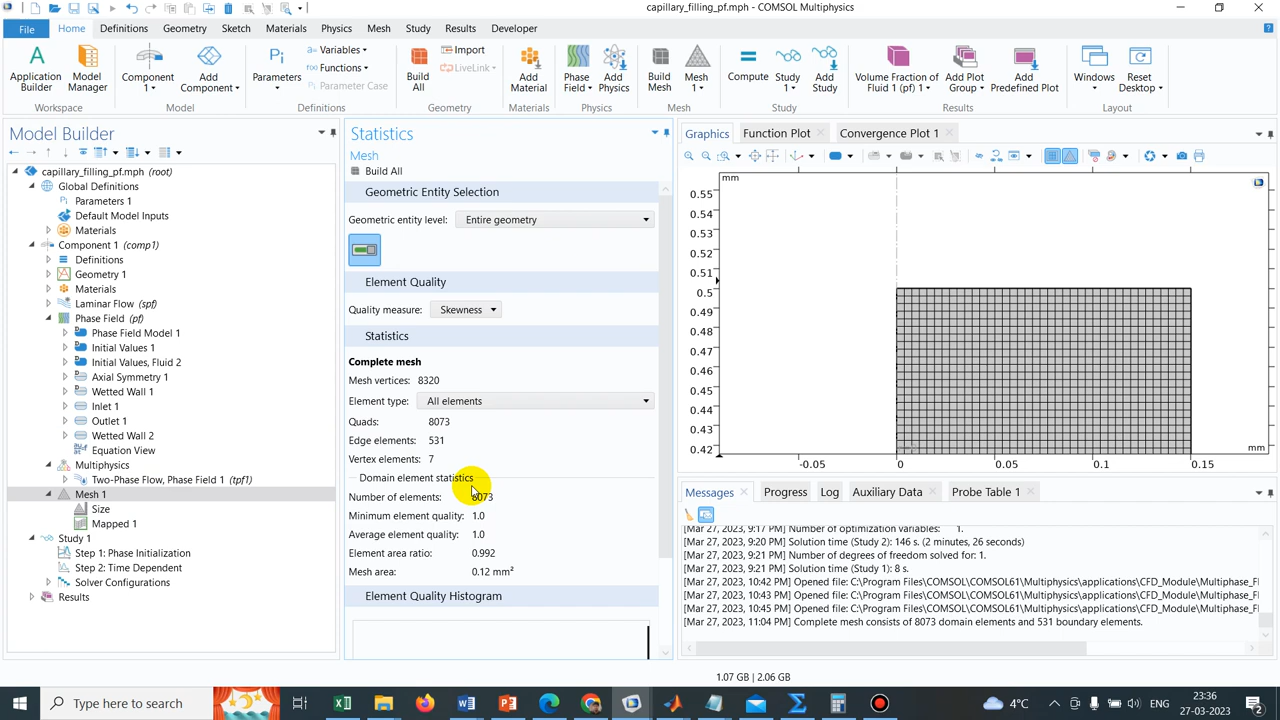 capillary_filling_pf.mph - COMSOL Multiphysics
File
Home
Definitions
Geometry
Sketch
Materials
Physics
Mesh
Study
Results
Developer
Application Builder
Model Manager
Workspace
Component 1
Add Component
Model
Pi
Parameters
Variables
Functions
Parameter Case
Definitions
Build All
Import
LiveLink
Geometry
Add Material
Materials
Phase Field
Add Physics
Physics
Build Mesh
Mesh 1
Mesh
Compute
Study 1
Add Study
Study
Volume Fraction of Fluid 1 (pf) 1
Add Plot Group
Add Predefined Plot
Results
Windows
Reset Desktop
Layout
Model Builder
capillary_filling_pf.mph (root)
Global Definitions
Pi Parameters 1
Default Model Inputs
Materials
Component 1 (comp1)
Definitions
Geometry 1
Materials
Laminar Flow (spf)
Phase Field (pf)
Phase Field Model 1
Initial Values 1
Initial Values, Fluid 2
Axial Symmetry 1
Wetted Wall 1
Inlet 1
Outlet 1
Wetted Wall 2
Equation View
Multiphysics
Two-Phase Flow, Phase Field 1 (tpf1)
Mesh 1
Size
Mapped 1
Study 1
Step 1: Phase Initialization
Step 2: Time Dependent
Solver Configurations
Results
Statistics
Mesh
Build All
Geometric Entity Selection
Geometric entity level: Entire geometry
Element Quality
Quality measure: Skewness
Statistics
Complete mesh
Mesh vertices: 8320
Element type: All elements
Quads: 8073
Edge elements: 531
Vertex elements: 7
Domain element statistics
Number of elements: 8073
Minimum element quality: 1.0
Average element quality: 1.0
Element area ratio: 0.992
Mesh area: 0.12 mm²
Element Quality Histogram
Graphics
Function Plot
Convergence Plot 1
mm
0.55
0.54
0.53
0.52
0.51
0.5
0.49
0.48
0.47
0.46
0.45
0.44
0.43
0.42
mm
-0.05 0 0.05 0.1 0.15
Messages
Progress
Log
Auxiliary Data
Probe Table 1
[Mar 27, 2023, 9:17 PM] Number of optimization variables: 1.
[Mar 27, 2023, 9:20 PM] Solution time (Study 2): 146 s. (2 minutes, 26 seconds)
[Mar 27, 2023, 9:21 PM] Number of degrees of freedom solved for: 1.
[Mar 27, 2023, 9:21 PM] Solution time (Study 1): 8 s.
[Mar 27, 2023, 10:12 PM] Opened file: C:\Program Files\COMSOL\COMSOL61\Multiphysics\applications\CFD_Module\Multiphase_Fl
[Mar 27, 2023, 10:43 PM] Opened file: C:\Program Files\COMSOL\COMSOL61\Multiphysics\applications\CFD_Module\Multiphase_Fl
[Mar 27, 2023, 10:45 PM] Opened file: C:\Program Files\COMSOL\COMSOL61\Multiphysics\applications\CFD_Module\Multiphase_Fl
[Mar 27, 2023, 11:04 PM] Complete mesh consists of 8073 domain elements and 531 boundary elements.
1.07 GB | 2.06 GB
Type here to search
4°C
ENG
23:36
27-03-2023
2